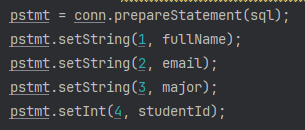 pstmt = conn.prepareStatement(sql);
pstmt.setString(1, fullName);
pstmt.setString(2, email);
pstmt.setString(3, major);
pstmt.setInt(4, studentId);